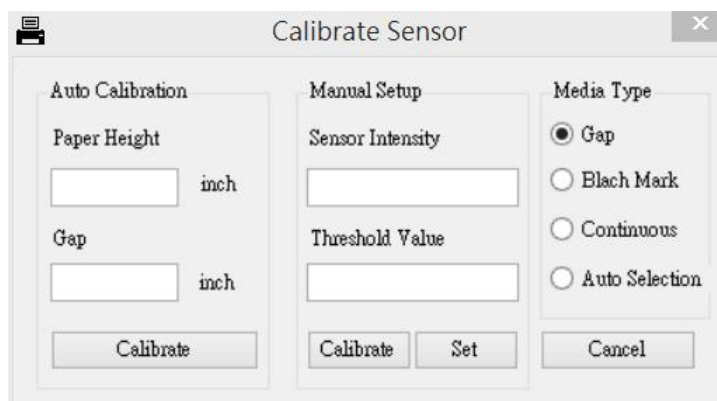 Calibrate Sensor
Auto Calibration
Paper Height
inch
Gap
inch
Calibrate
Manual Setup
Sensor Intensity
Threshold Value
Calibrate
Set
Media Type
Gap
Blach Mark
Continuous
Auto Selection
Cancel